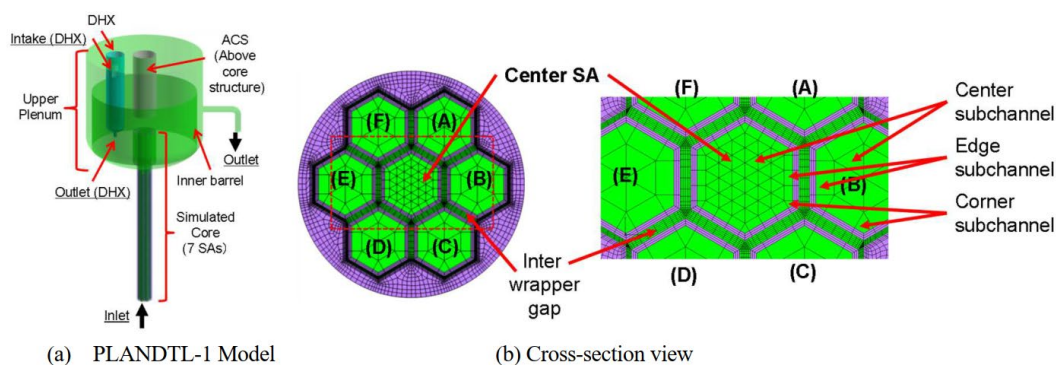 DHX
Intake (DHX)
ACS
(Above
core
structure)
Upper
Plenum
Outlet
Outlet (DHX)
Inner barrel
Simulated
Core
(7 SAs)
Inlet
(a) PLANDTL-1 Model
Center SA
(F)
(A)
(E)
(B)
(D)
(C)
Inter
wrapper
gap
(F)
(A)
(E)
(B)
(D)
(C)
Center
subchannel
Edge
subchannel
Corner
subchannel
(b) Cross-section view